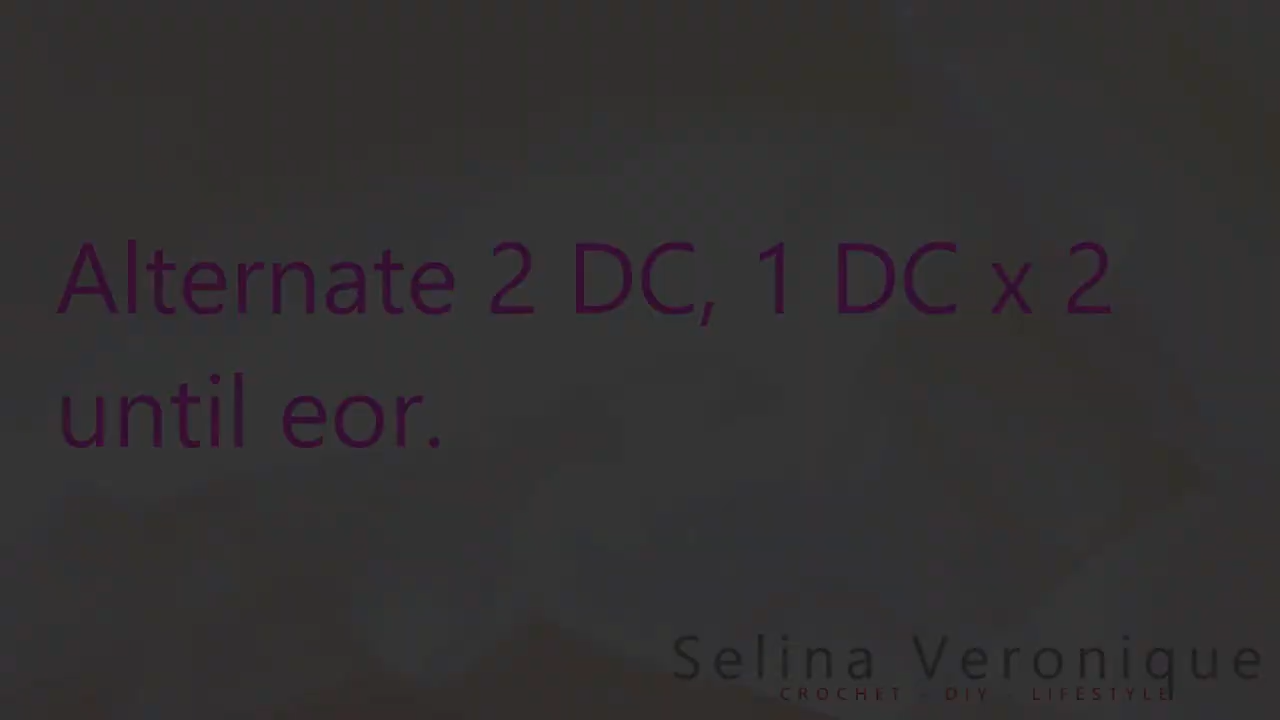 Alternate 2 DC, 1 DC x 2
until eor.
Selina Veronique
CROCHET - DIY - LIFESTYLE